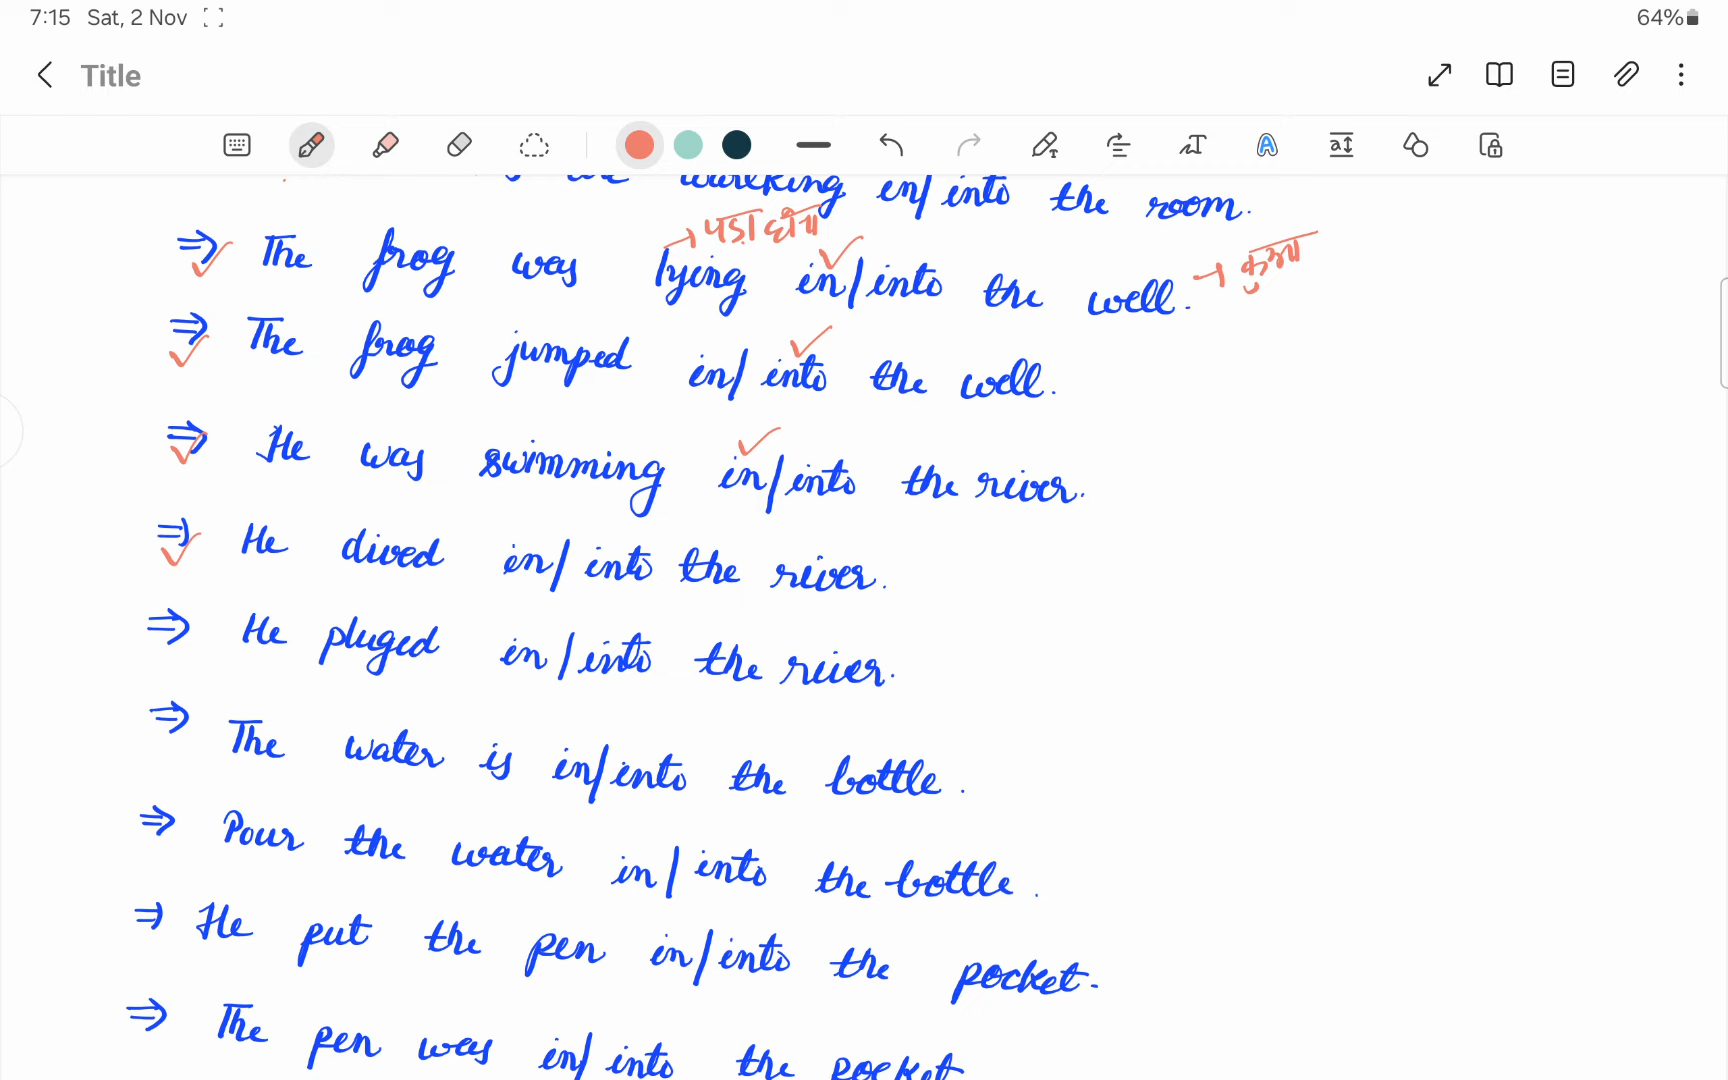 7:15 Sat, 2 Nov 64%
Title
walking in/into the room.
पड़ा होना
The frog was lying in/into the well. → कुआ
The frog jumped in/into the well.
He was swimming in/into the river.
He dived in/into the river.
He pluged in/into the river.
The water is in/into the bottle.
Pour the water in/into the bottle.
He put the pen in/into the pocket.
The pen was in/into the pocket